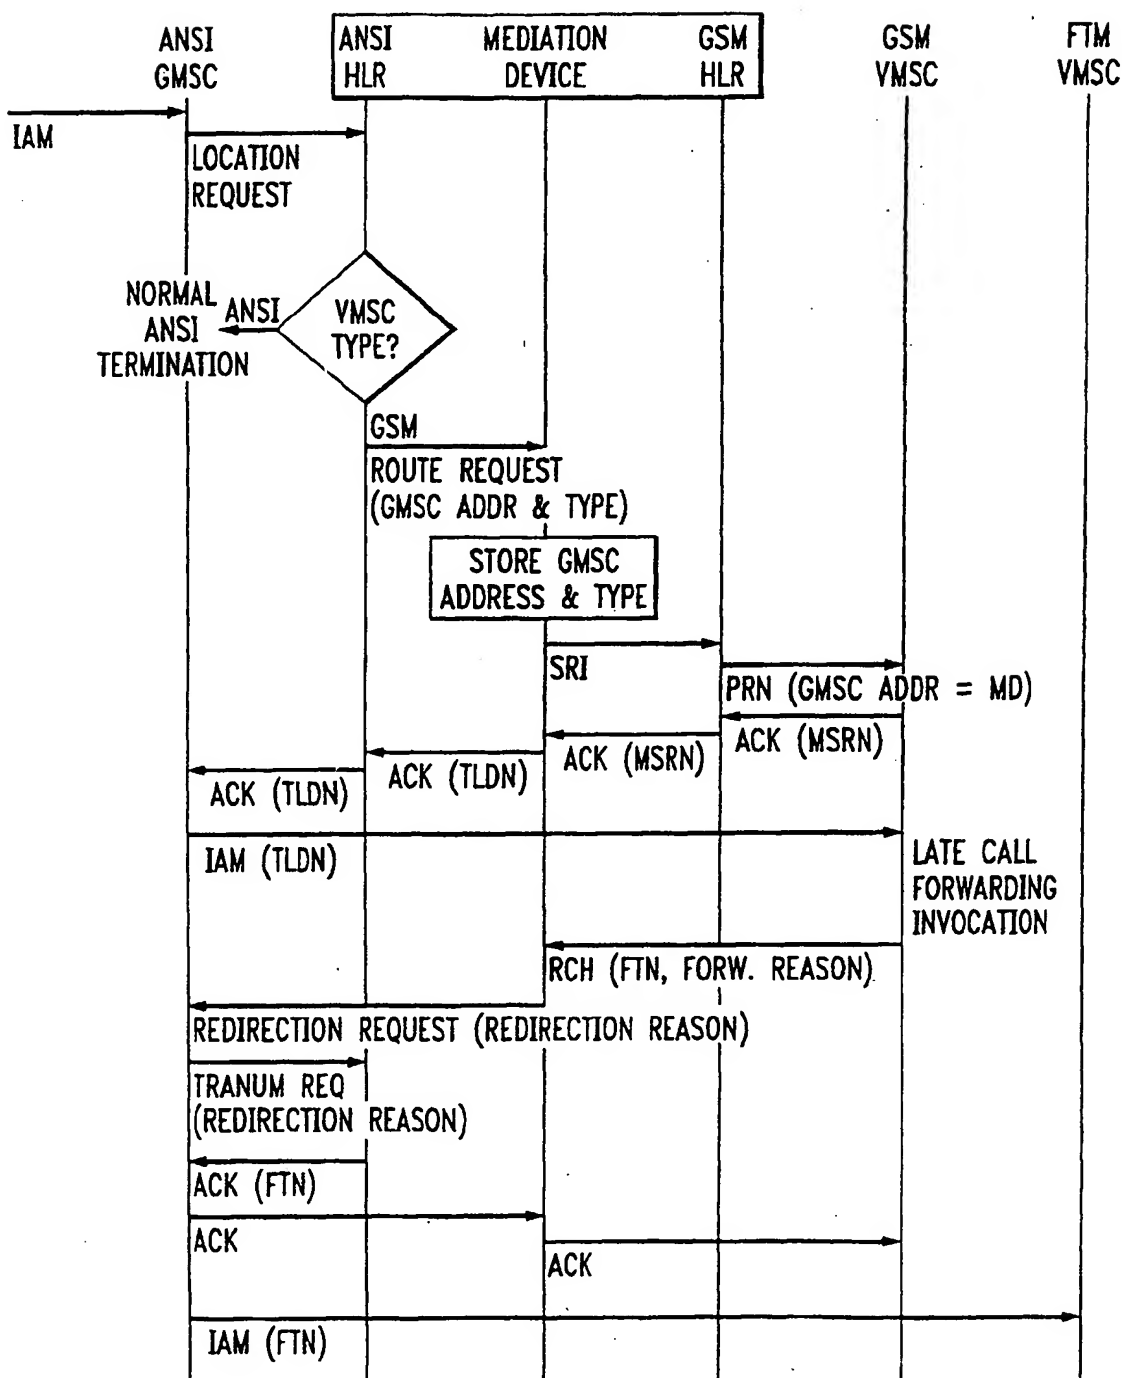 ANSI
GMSC
ANSI
HLR
MEDIATION
DEVICE
GSM
HLR
GSM
VMSC
FTM
VMSC
IAM
LOCATION
REQUEST
NORMAL
ANSI
TERMINATION
ANSI
VMSC
TYPE?
GSM
ROUTE REQUEST
(GMSC ADDR & TYPE)
STORE GMSC
ADDRESS & TYPE
SRI
PRN (GMSC ADDR = MD)
ACK (MSRN)
ACK (MSRN)
ACK (TLDN)
ACK (TLDN)
IAM (TLDN)
LATE CALL
FORWARDING
INVOCATION
RCH (FTN, FORW. REASON)
REDIRECTION REQUEST (REDIRECTION REASON)
TRANUM REQ
(REDIRECTION REASON)
ACK (FTN)
ACK
ACK
IAM (FTN)